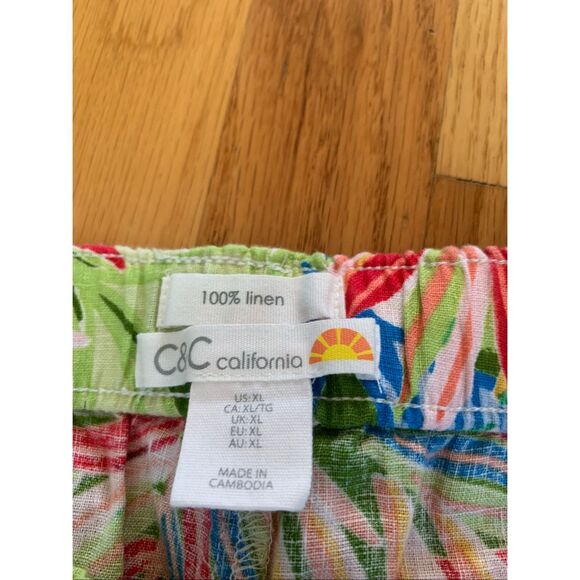 100% linen
C&C california
US: XL
CA: XL/TG
UK: XL
EU: XL
AU: XL
MADE IN
CAMBODIA